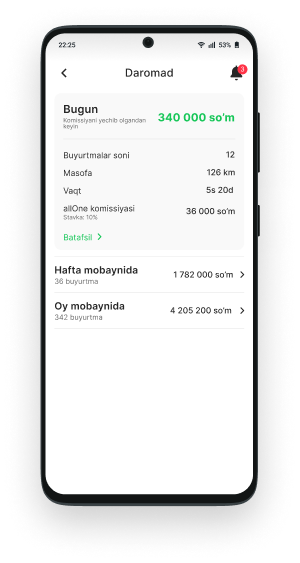 22:25
53%
Daromad
3
Bugun
Komissiyani yechib olgandan
keyin
340 000 so'm
Buyurtmalar soni 12
Masofa 126 km
Vaqt 5s 20d
allOne komissiyasi 36 000 so'm
Stavka: 10%
Batafsil
Hafta mobaynida 1 782 000 so'm
36 buyurtma
Oy mobaynida 4 205 200 so'm
342 buyurtma